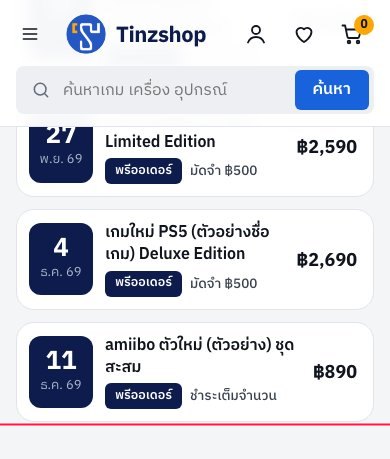 Tinzshop
0
ค้นหาเกม เครื่อง อุปกรณ์
ค้นหา
27
พ.ย. 69
Limited Edition
พรีออเดอร์
มัดจำ ฿500
฿2,590
4
ธ.ค. 69
เกมใหม่ PS5 (ตัวอย่างชื่อ
เกม) Deluxe Edition
พรีออเดอร์
มัดจำ ฿500
฿2,690
11
ธ.ค. 69
amiibo ตัวใหม่ (ตัวอย่าง) ชุด
สะสม
พรีออเดอร์
ชำระเต็มจำนวน
฿890